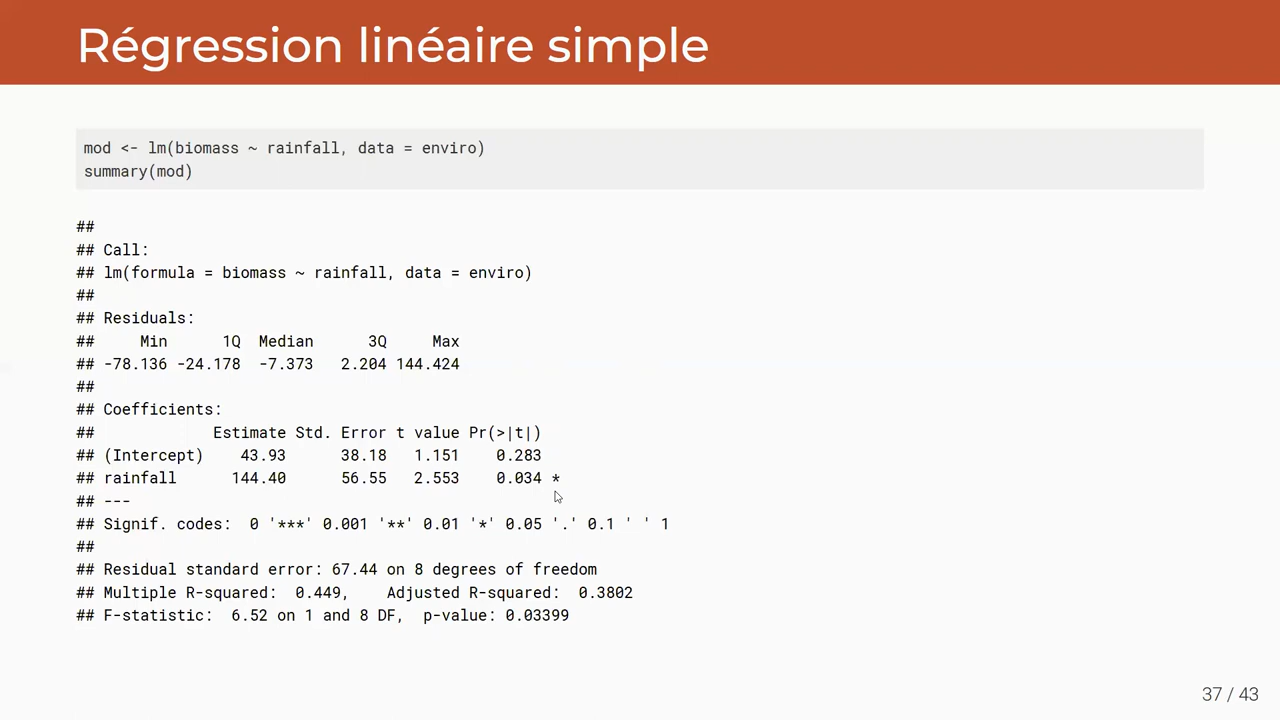 Régression linéaire simple
mod <- lm(biomass ~ rainfall, data = enviro)
summary(mod)
##
## Call:
## lm(formula = biomass ~ rainfall, data = enviro)
##
## Residuals:
##     Min      1Q  Median      3Q     Max
## -78.136 -24.178  -7.373   2.204 144.424
##
## Coefficients:
##             Estimate Std. Error t value Pr(>|t|)
## (Intercept)    43.93      38.18   1.151    0.283
## rainfall      144.40      56.55   2.553    0.034 *
## ---
## Signif. codes:  0 '***' 0.001 '**' 0.01 '*' 0.05 '.' 0.1 ' ' 1
##
## Residual standard error: 67.44 on 8 degrees of freedom
## Multiple R-squared:  0.449,    Adjusted R-squared:  0.3802
## F-statistic:  6.52 on 1 and 8 DF,  p-value: 0.03399
37 / 43